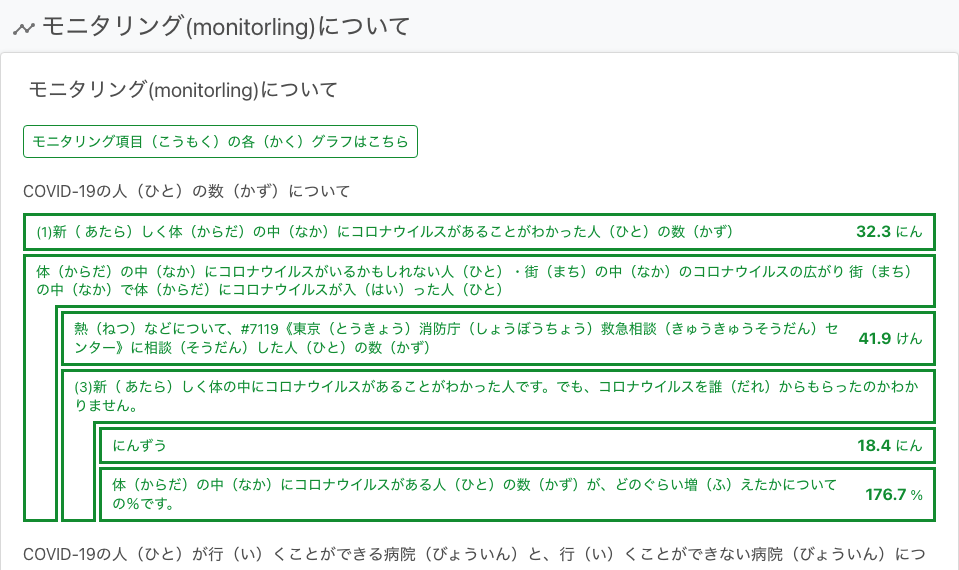 モニタリング(monitorling)について
モニタリング(monitorling)について
モニタリング項目（こうもく）の各（かく）グラフはこちら
COVID-19の人（ひと）の数（かず）について
(1)新（ あたら）しく体（からだ）の中（なか）にコロナウイルスがあることがわかった人（ひと）の数（かず） 32.3 にん
体（からだ）の中（なか）にコロナウイルスがいるかもしれない人（ひと）・街（まち）の中（なか）のコロナウイルスの広がり 街（まち）
の中（なか）で体（からだ）にコロナウイルスが入（はい）った人（ひと）
熱（ねつ）などについて、#7119《東京（とうきょう）消防庁（しょうぼうちょう）救急相談（きゅうきゅうそうだん）セ
ンター》に相談（そうだん）した人（ひと）の数（かず） 41.9 けん
(3)新（ あたら）しく体の中にコロナウイルスがあることがわかった人です。でも、コロナウイルスを誰（だれ）からもらったのかわか
りません。
にんずう 18.4 にん
体（からだ）の中（なか）にコロナウイルスがある人（ひと）の数（かず）が、どのぐらい増（ふ）えたかについて
の%です。 176.7 %
COVID-19の人（ひと）が行（い）くことができる病院（びょういん）と、行（い）くことができない病院（びょういん）につ